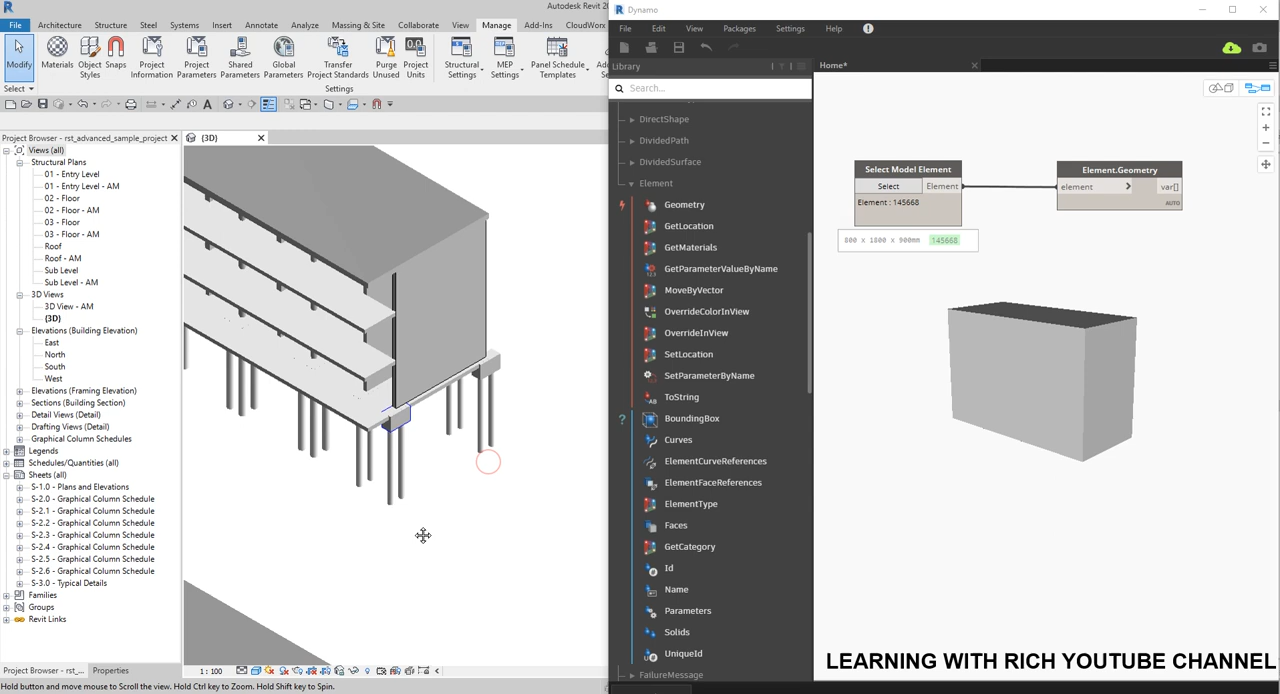 Autodesk Revit 20
Dynamo
File Architecture Structure Steel Systems Insert Annotate Analyze Massing & Site Collaborate View Manage Add-Ins CloudWorx
File Edit View Packages Settings Help
Modify Materials Object Styles Snaps Project Information Project Parameters Shared Parameters Global Parameters Transfer Project Standards Purge Unused Project Units Structural Settings MEP Settings Panel Schedule Templates
Select
Settings
Library
Home*
Search...
Project Browser - rst_advanced_sample_project
{3D}
Views (all)
Structural Plans
01 - Entry Level
01 - Entry Level - AM
02 - Floor
02 - Floor - AM
03 - Floor
03 - Floor - AM
Roof
Roof - AM
Sub Level
Sub Level - AM
3D Views
3D View - AM
{3D}
Elevations (Building Elevation)
East
North
South
West
Elevations (Framing Elevation)
Sections (Building Section)
Detail Views (Detail)
Drafting Views (Detail)
Graphical Column Schedules
Legends
Schedules/Quantities (all)
Sheets (all)
S-1.0 - Plans and Elevations
S-2.0 - Graphical Column Schedule
S-2.1 - Graphical Column Schedule
S-2.2 - Graphical Column Schedule
S-2.3 - Graphical Column Schedule
S-2.4 - Graphical Column Schedule
S-2.5 - Graphical Column Schedule
S-2.6 - Graphical Column Schedule
S-3.0 - Typical Details
Families
Groups
Revit Links
Project Browser - rst_... Properties
1 : 100
Hold button and move mouse to Scroll the view. Hold Ctrl key to Zoom. Hold Shift key to Spin.
DirectShape
DividedPath
DividedSurface
Element
Geometry
GetLocation
GetMaterials
GetParameterValueByName
MoveByVector
OverrideColorInView
OverrideInView
SetLocation
SetParameterByName
ToString
BoundingBox
Curves
ElementCurveReferences
ElementFaceReferences
ElementType
Faces
GetCategory
Id
Name
Parameters
Solids
UniqueId
FailureMessage
Select Model Element
Select Element
Element : 145668
800 x 1800 x 900mm 145668
Element.Geometry
element > var[]
AUTO
LEARNING WITH RICH YOUTUBE CHANNEL